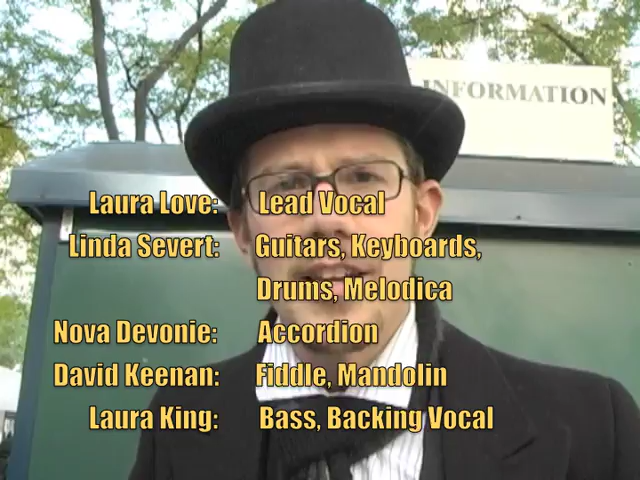 INFORMATION
Laura Love: Lead Vocal
Linda Severt: Guitars, Keyboards,
Drums, Melodica
Nova Devonie: Accordion
David Keenan: Fiddle, Mandolin
Laura King: Bass, Backing Vocal